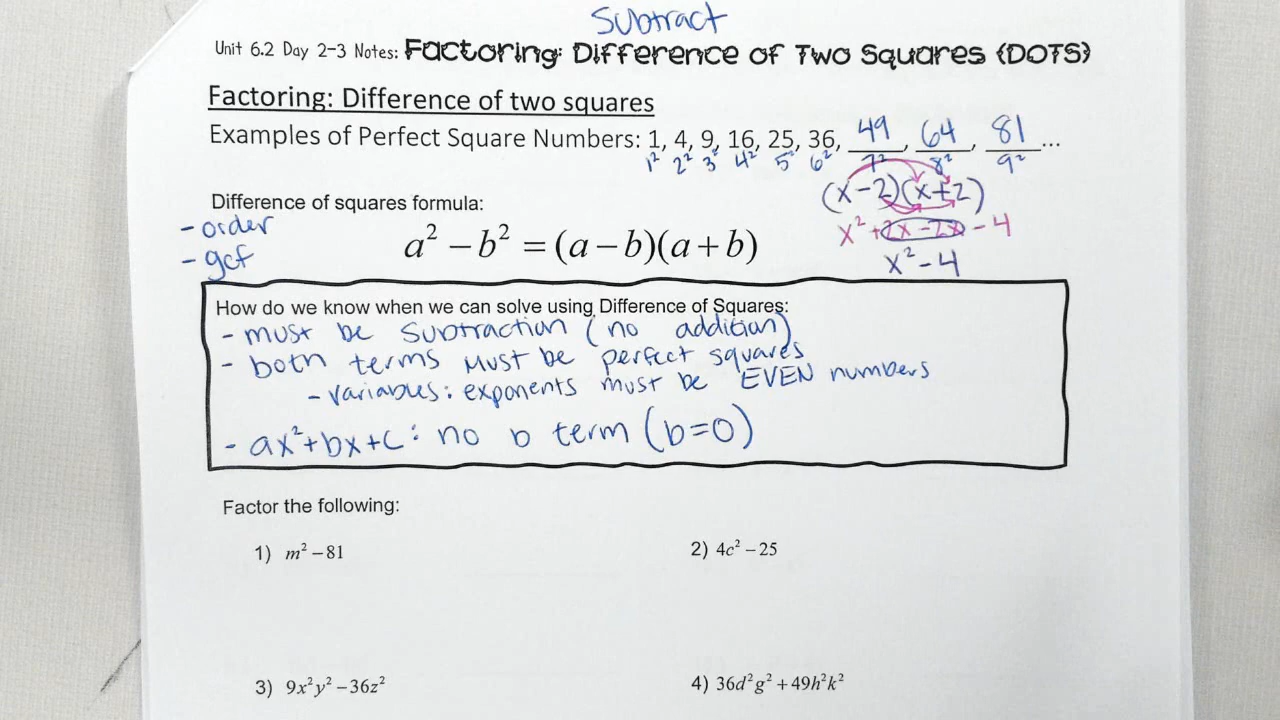 Subtract
Unit 6.2 Day 2-3 Notes: Factoring: Difference of Two Squares {DOTS}
Factoring: Difference of two squares
Examples of Perfect Square Numbers: 1, 4, 9, 16, 25, 36, 49, 64, 81...
1² 2² 3² 4² 5² 6² 7² 8² 9²
(x-2)(x+2)
Difference of squares formula:
- order
x²+2x-2x-4
- gcf
a² - b² = (a-b)(a+b)
x²-4
How do we know when we can solve using Difference of Squares:
- must be subtraction (no addition)
- both terms must be perfect squares
- variables: exponents must be EVEN numbers
- ax²+bx+c: no b term (b=0)
Factor the following:
1) m² - 81
2) 4c² - 25
3) 9x²y² - 36z²
4) 36d²g² + 49h²k²